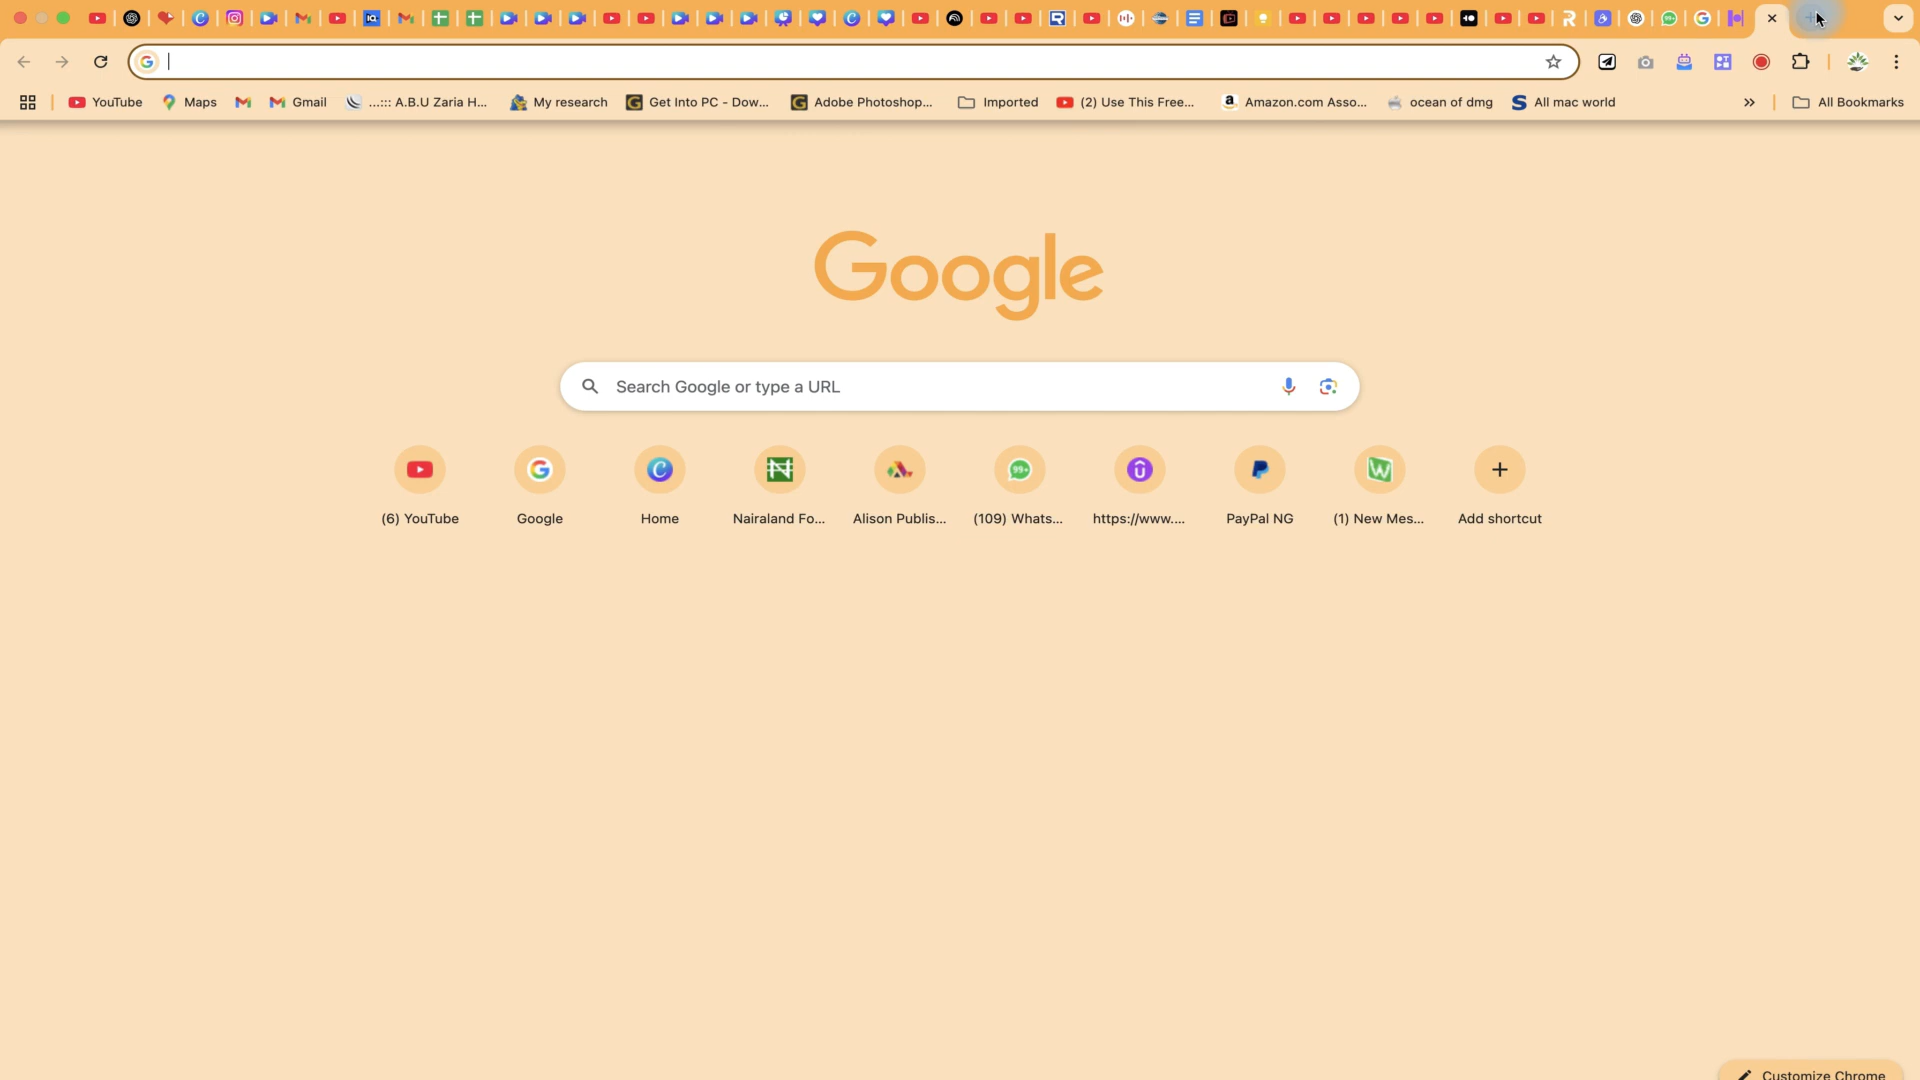 YouTube
Maps
Gmail
...::: A.B.U Zaria H...
My research
Get Into PC - Dow...
Adobe Photoshop...
Imported
(2) Use This Free...
Amazon.com Asso...
ocean of dmg
All mac world
All Bookmarks
Google
Search Google or type a URL
(6) YouTube
Google
Home
Nairaland Fo...
Alison Publis...
(109) Whats...
https://www....
PayPal NG
(1) New Mes...
Add shortcut
99+
Customize Chrome